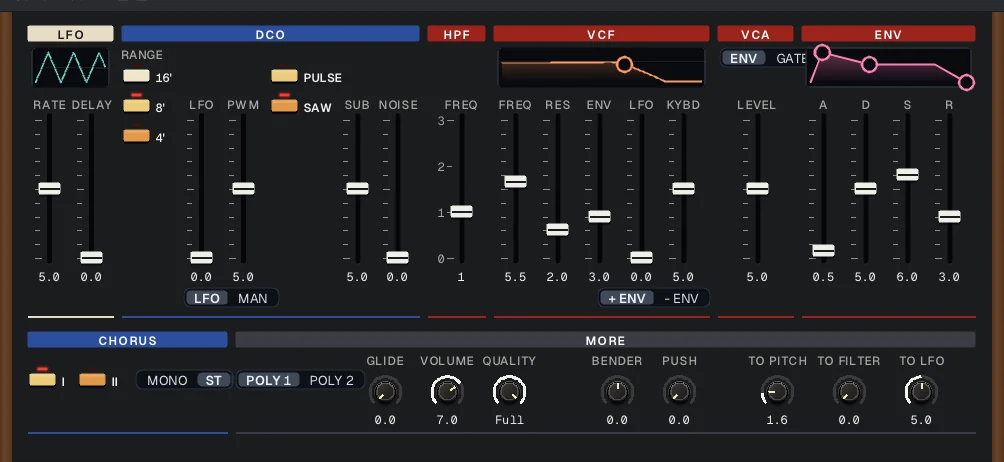 LFO DCO HPF VCF VCA ENV
RANGE
ENV GATE
16' PULSE
8' SAW
4'
RATE DELAY LFO PWM SUB NOISE FREQ FREQ RES ENV LFO KYBD LEVEL A D S R
3
2
1
0
5.0 0.0 0.0 5.0 5.0 0.0 1 5.5 2.0 3.0 0.0 5.0 5.0 0.5 5.0 6.0 3.0
LFO MAN + ENV - ENV
CHORUS MORE
GLIDE VOLUME QUALITY BENDER PUSH TO PITCH TO FILTER TO LFO
I II MONO ST POLY 1 POLY 2
0.0 7.0 Full 0.0 0.0 1.6 0.0 5.0